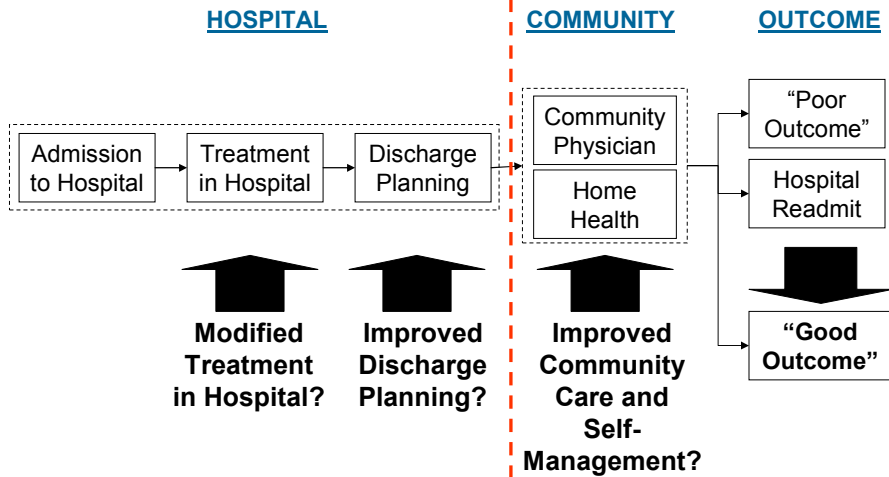 HOSPITAL
COMMUNITY
OUTCOME
Admission
to Hospital
Treatment
in Hospital
Discharge
Planning
Community
Physician
Home
Health
“Poor
Outcome”
Hospital
Readmit
“Good
Outcome”
Modified
Treatment
in Hospital?
Improved
Discharge
Planning?
Improved
Community
Care and
Self-
Management?